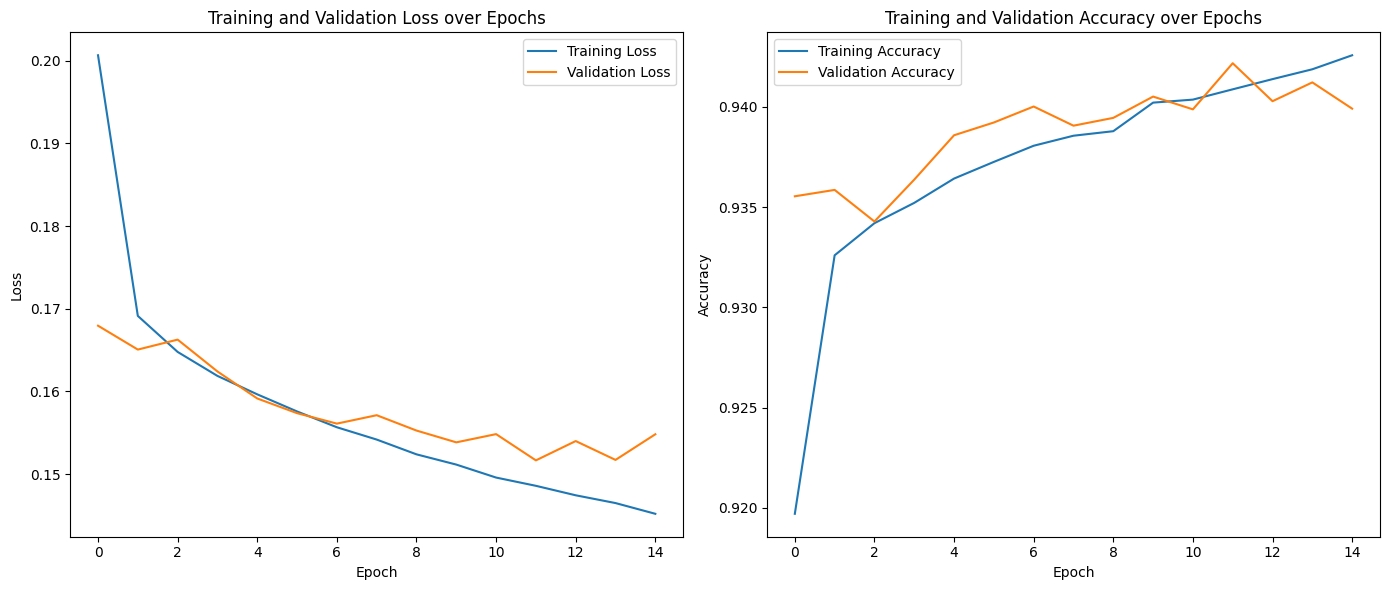 Training and Validation Loss over Epochs
Training Loss
Validation Loss
0.20
0.19
0.18
0.17
0.16
0.15
Loss
0 2 4 6 8 10 12 14
Epoch
Training and Validation Accuracy over Epochs
Training Accuracy
Validation Accuracy
0.940
0.935
0.930
0.925
0.920
Accuracy
0 2 4 6 8 10 12 14
Epoch